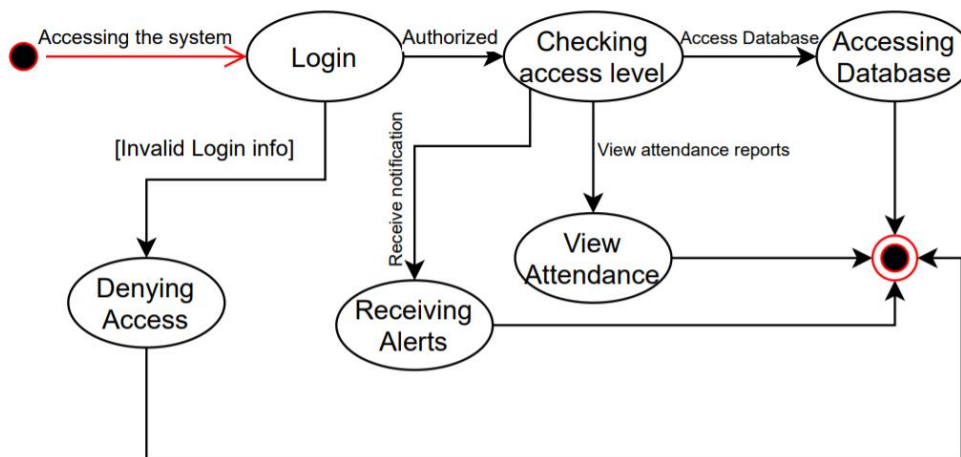 Accessing the system
Login
Authorized
Checking
access level
Access Database
Accessing
Database
[Invalid Login info]
Receive notification
View attendance reports
View
Attendance
Denying
Access
Receiving
Alerts